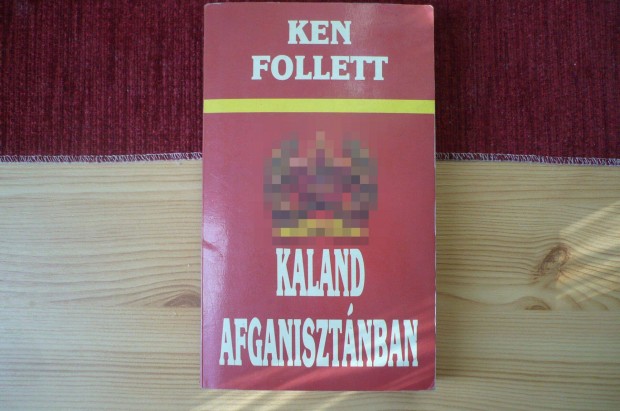 KEN
FOLLETT
KALAND
AFGANISZTÁNBAN